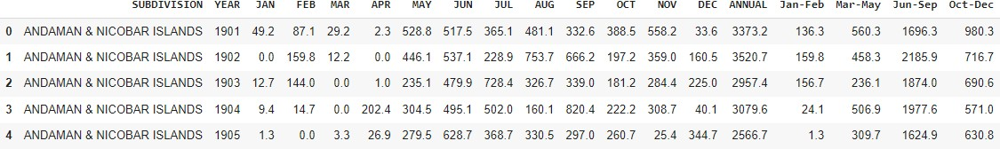 SUBDIVISION YEAR JAN FEB MAR APR MAY JUN JUL AUG SEP OCT NOV DEC ANNUAL Jan-Feb Mar-May Jun-Sep Oct-Dec
0 ANDAMAN & NICOBAR ISLANDS 1901 49.2 87.1 29.2 2.3 528.8 517.5 365.1 481.1 332.6 388.5 558.2 33.6 3373.2 136.3 560.3 1696.3 980.3
1 ANDAMAN & NICOBAR ISLANDS 1902 0.0 159.8 12.2 0.0 446.1 537.1 228.9 753.7 666.2 197.2 359.0 160.5 3520.7 159.8 458.3 2185.9 716.7
2 ANDAMAN & NICOBAR ISLANDS 1903 12.7 144.0 0.0 1.0 235.1 479.9 728.4 326.7 339.0 181.2 284.4 225.0 2957.4 156.7 236.1 1874.0 690.6
3 ANDAMAN & NICOBAR ISLANDS 1904 9.4 14.7 0.0 202.4 304.5 495.1 502.0 160.1 820.4 222.2 308.7 40.1 3079.6 24.1 506.9 1977.6 571.0
4 ANDAMAN & NICOBAR ISLANDS 1905 1.3 0.0 3.3 26.9 279.5 628.7 368.7 330.5 297.0 260.7 25.4 344.7 2566.7 1.3 309.7 1624.9 630.8